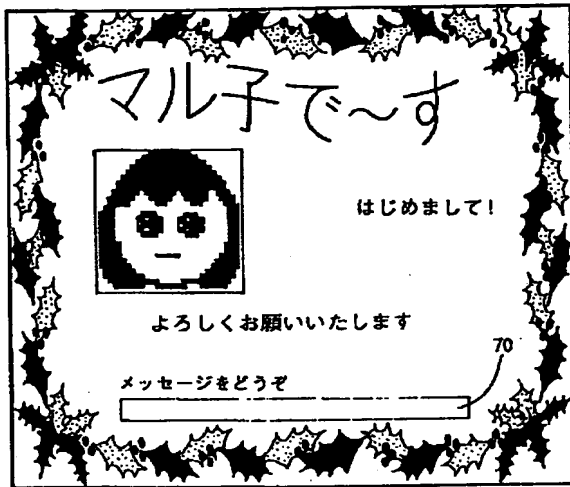 マル子で〜す
はじめまして!
よろしくお願いいたします
70
メッセージをどうぞ